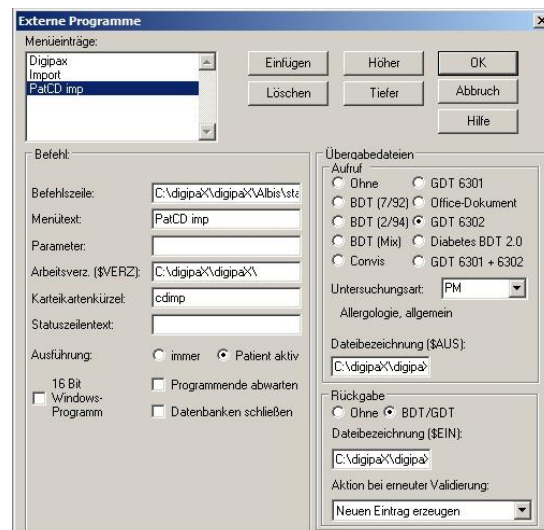 Externe Programme
Menüeinträge:
Digipax
Import
PatCD imp
Einfügen
Höher
OK
Löschen
Tiefer
Abbruch
Hilfe
Befehl:
Befehlszeile: C:\digipaX\digipaX\Albis\sta
Menütext: PatCD imp
Parameter:
Arbeitsverz. ($VERZ): C:\digipaX\digipaX\
Karteikartenkürzel: cdimp
Statuszeilentext:
Ausführung: immer Patient aktiv
16 Bit
Windows-
Programm
Programmende abwarten
Datenbanken schließen
Übergabedateien
Aufruf
Ohne GDT 6301
BDT (7/92) Office-Dokument
BDT (2/94) GDT 6302
BDT (Mix) Diabetes BDT 2.0
Convis GDT 6301 + 6302
Untersuchungsart: PM
Allergologie, allgemein
Dateibezeichnung ($AUS):
C:\digipaX\digipaX
Rückgabe
Ohne BDT/GDT
Dateibezeichnung ($EIN):
C:\digipaX\digipaX
Aktion bei erneuter Validierung:
Neuen Eintrag erzeugen